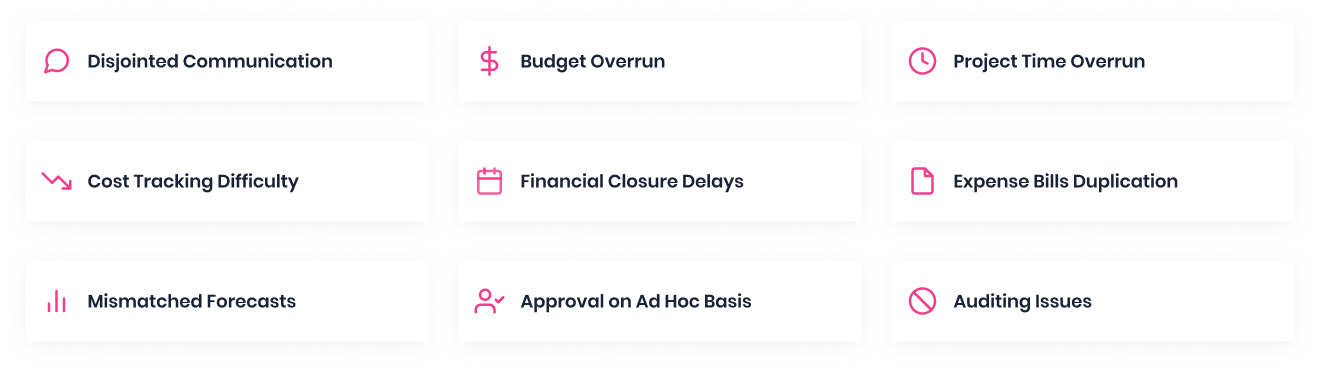 Disjointed Communication
Budget Overrun
Project Time Overrun
Cost Tracking Difficulty
Financial Closure Delays
Expense Bills Duplication
Mismatched Forecasts
Approval on Ad Hoc Basis
Auditing Issues